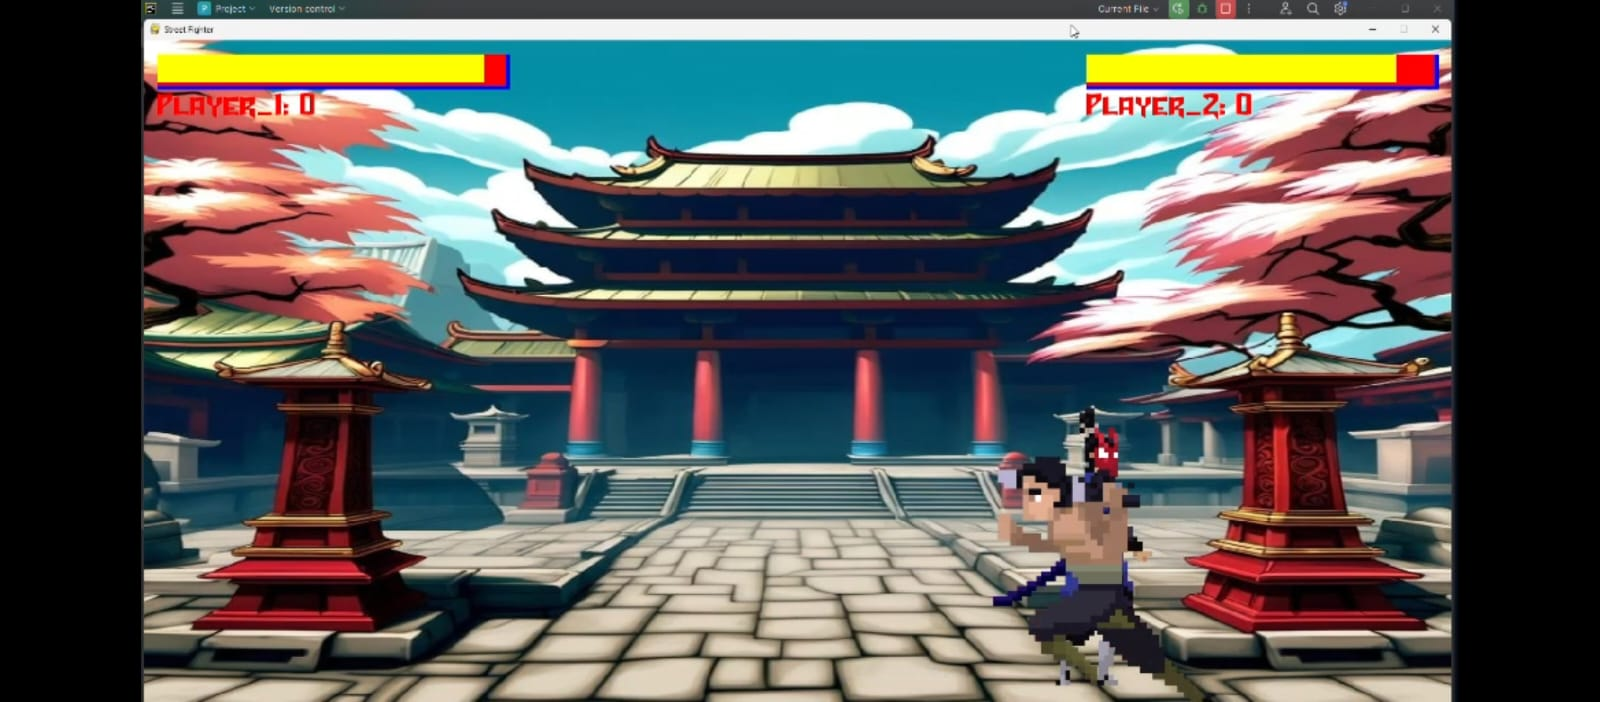 P Project Version control Current File
Street Fighter
PLAYER_1: 0 PLAYER_2: 0